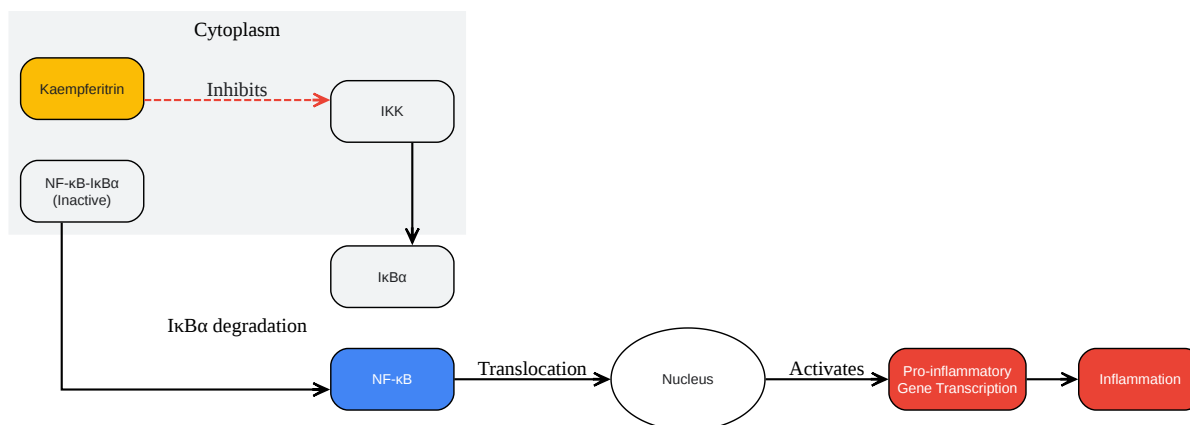 Cytoplasm
Kaempferitrin
Inhibits
IKK
NF-κB-IκBα
(Inactive)
IκBα
IκBα degradation
NF-κB
Translocation
Nucleus
Activates
Pro-inflammatory
Gene Transcription
Inflammation